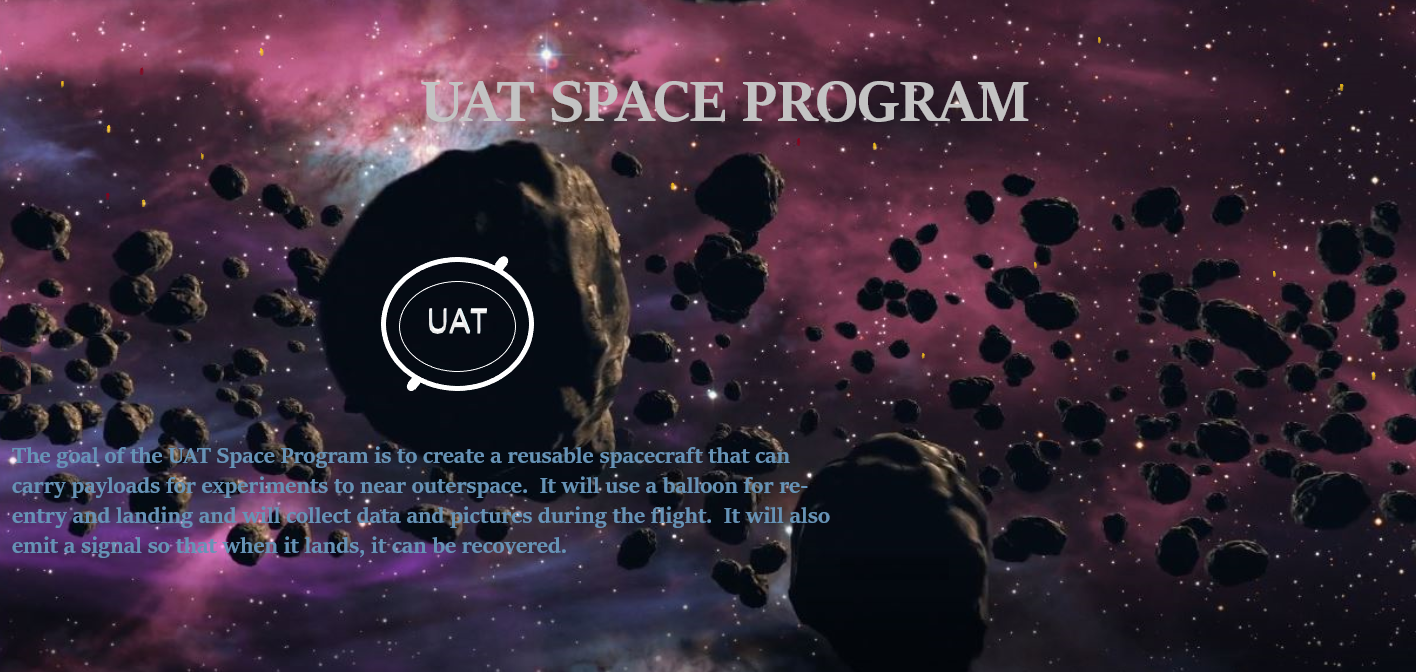 UAT SPACE PROGRAM
UAT
The goal of the UAT Space Program is to create a reusable spacecraft that can
carry payloads for experiments to near outerspace.  It will use a balloon for re-
entry and landing and will collect data and pictures during the flight.  It will also
emit a signal so that when it lands, it can be recovered.